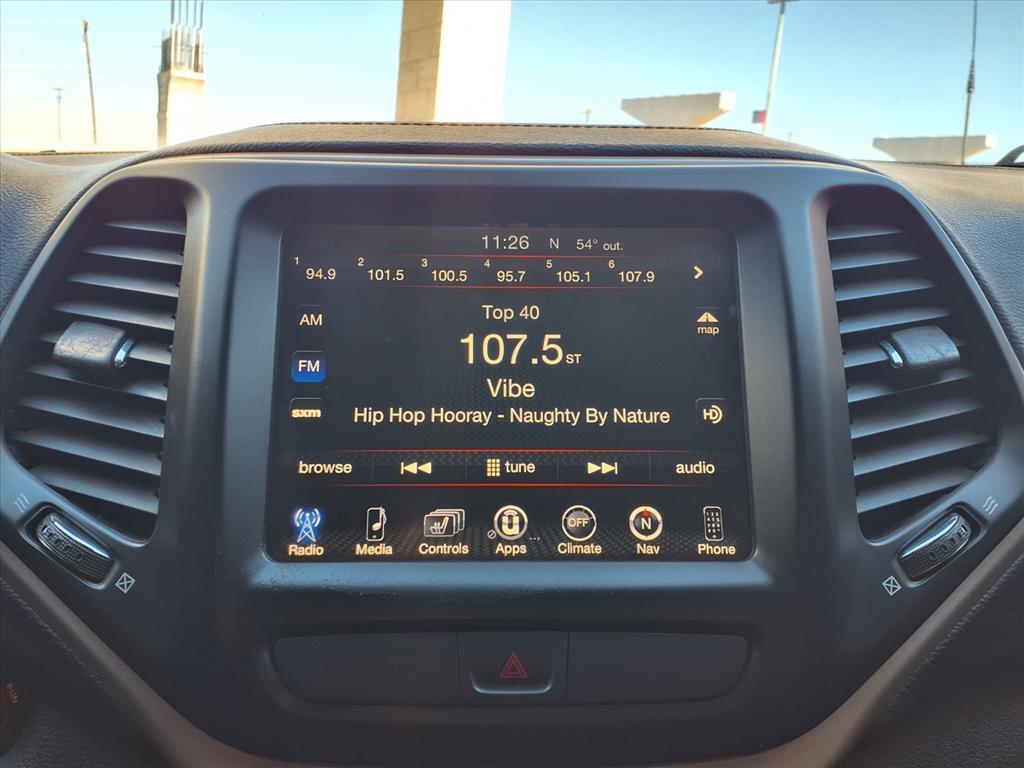 11:26 N 54° out.
1 94.9 2 101.5 3 100.5 4 95.7 5 105.1 6 107.9
AM
Top 40
map
FM
107.5 ST
Vibe
sxm
Hip Hop Hooray - Naughty By Nature
HD
browse tune audio
OFF N
Radio Media Controls Apps Climate Nav Phone
RUN